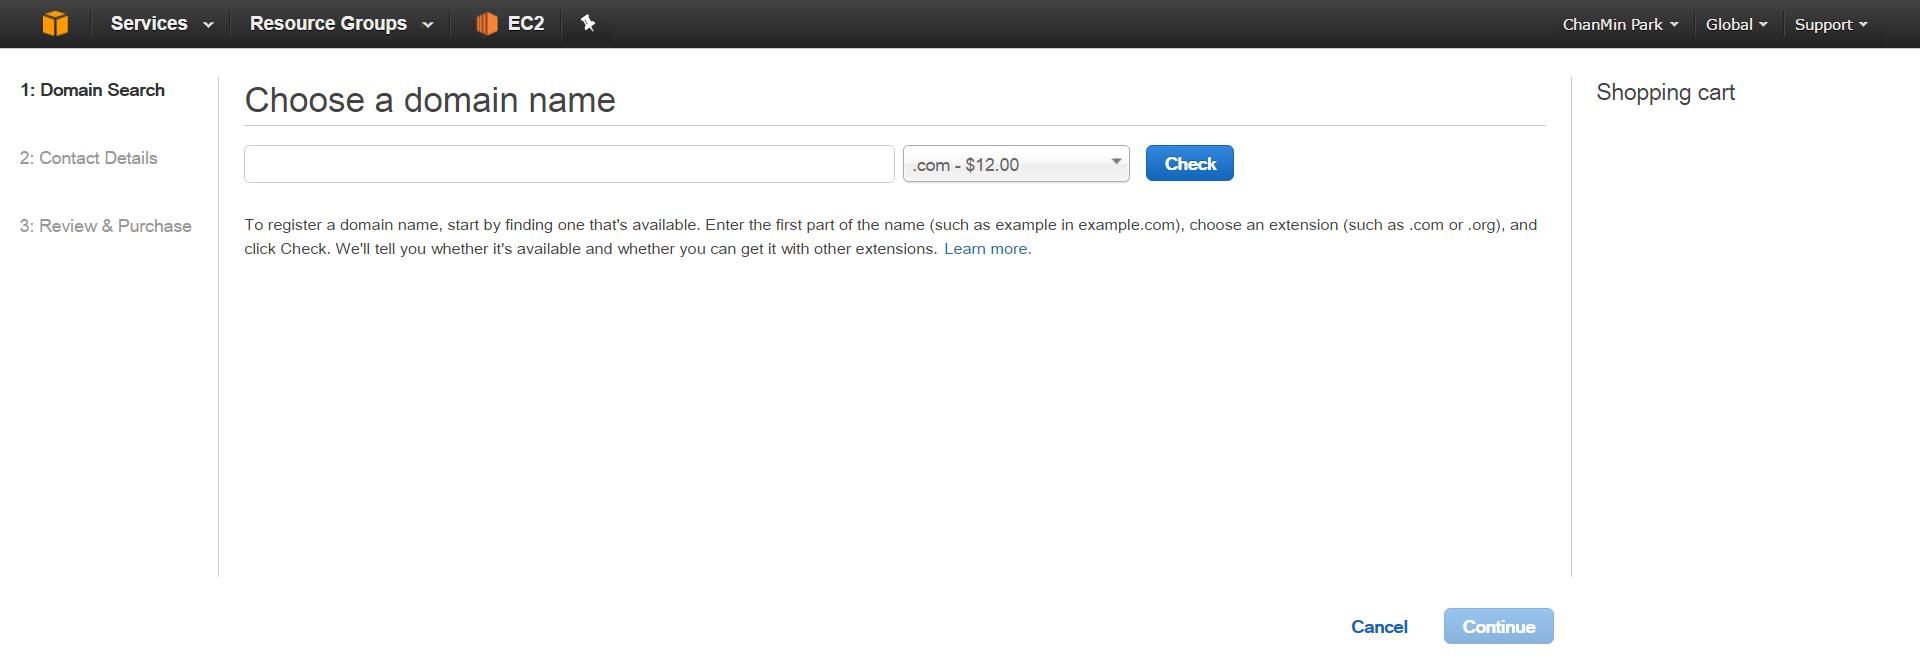 Services Resource Groups EC2 ChanMin Park Global Support
1: Domain Search
2: Contact Details
3: Review & Purchase
Choose a domain name
.com - $12.00 Check
To register a domain name, start by finding one that's available. Enter the first part of the name (such as example in example.com), choose an extension (such as .com or .org), and
click Check. We'll tell you whether it's available and whether you can get it with other extensions. Learn more.
Shopping cart
Cancel Continue